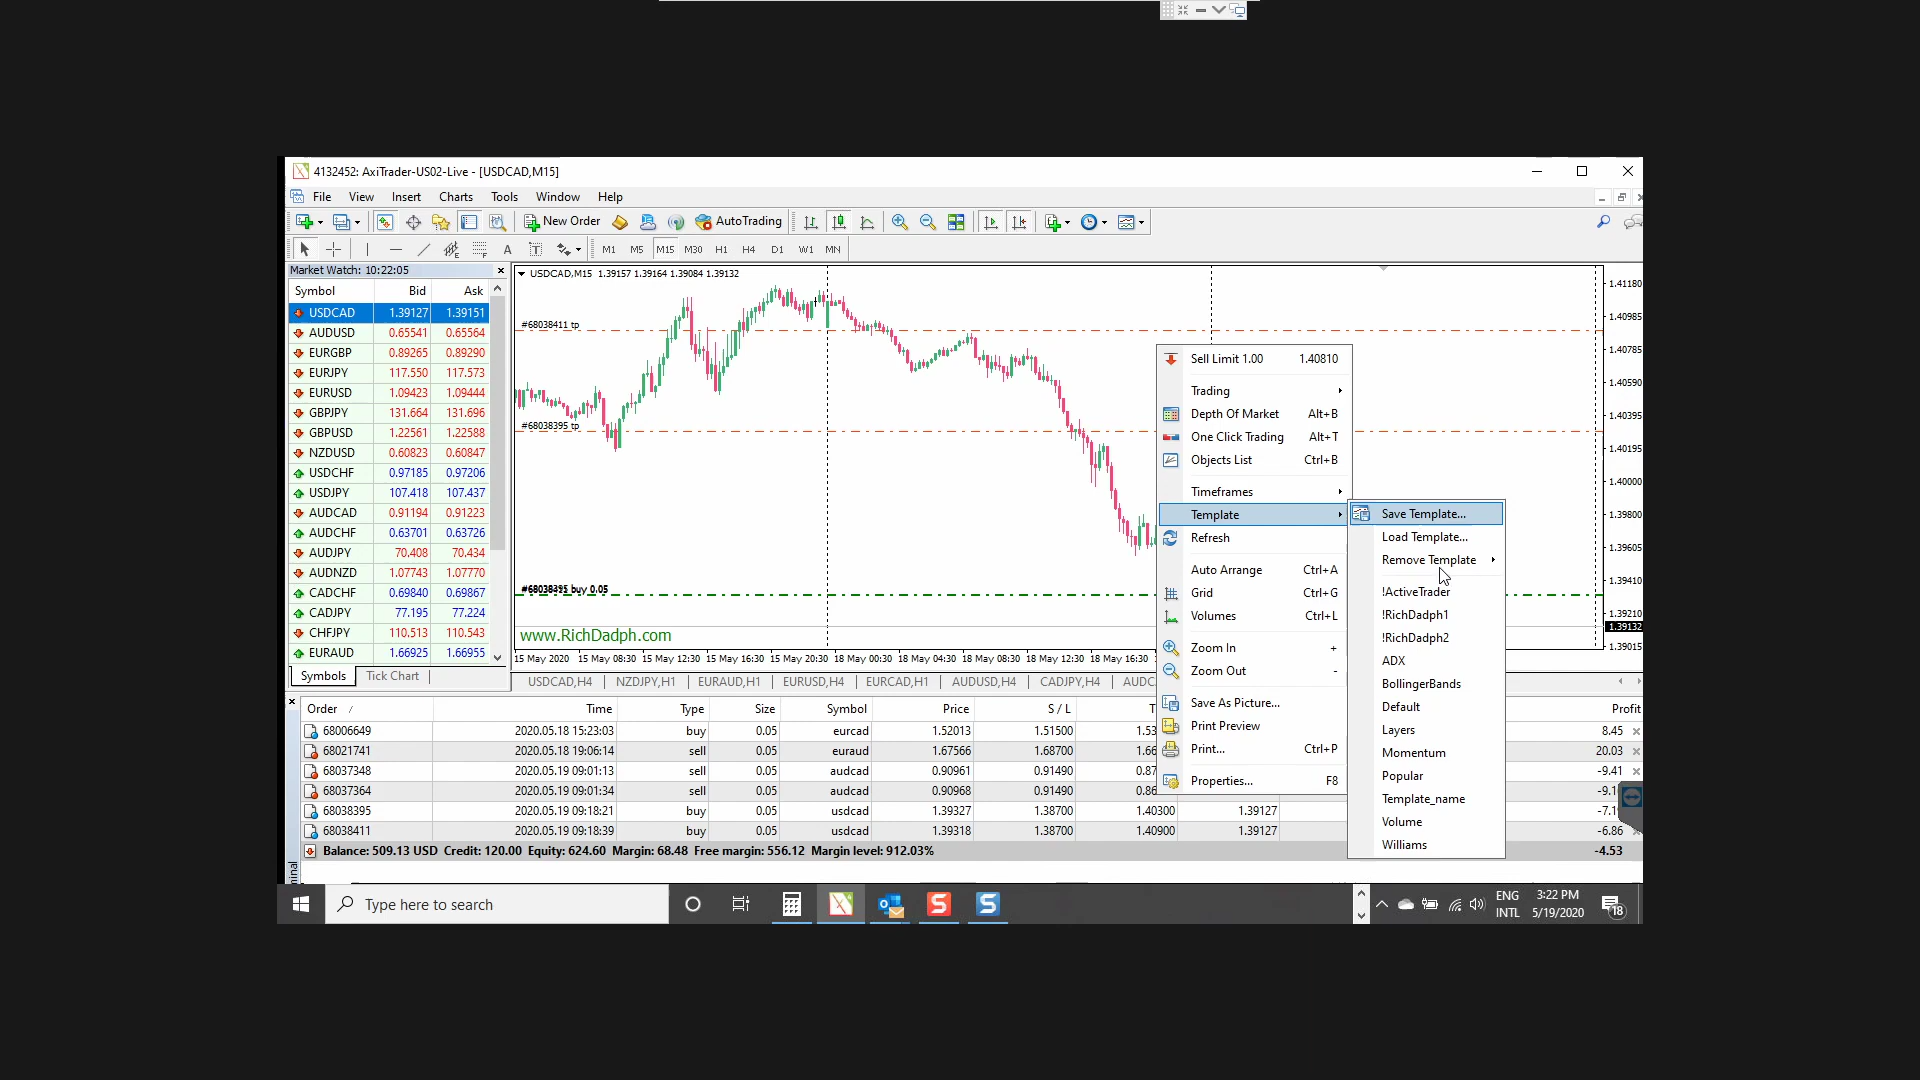 4132452: AxiTrader-US02-Live - [USDCAD,M15]
File View Insert Charts Tools Window Help
New Order AutoTrading
A T M1 M5 M15 M30 H1 H4 D1 W1 MN
Market Watch: 10:22:05
Symbol Bid Ask
USDCAD 1.39127 1.39151
AUDUSD 0.65541 0.65564
EURGBP 0.89265 0.89290
EURJPY 117.550 117.573
EURUSD 1.09423 1.09444
GBPJPY 131.664 131.696
GBPUSD 1.22561 1.22588
NZDUSD 0.60823 0.60847
USDCHF 0.97185 0.97206
USDJPY 107.418 107.437
AUDCAD 0.91194 0.91223
AUDCHF 0.63701 0.63726
AUDJPY 70.408 70.434
AUDNZD 1.07743 1.07770
CADCHF 0.69840 0.69867
CADJPY 77.195 77.224
CHFJPY 110.513 110.543
EURAUD 1.66925 1.66955
Symbols Tick Chart
USDCAD,M15 1.39157 1.39164 1.39084 1.39132
#68038411 tp
#68038395 tp
buy 0.05
www.RichDadph.com
1.41180
1.40985
1.40785
1.40590
1.40395
1.40195
1.40000
1.39800
1.39605
1.39410
1.39210
1.39132
1.39015
15 May 2020 15 May 08:30 15 May 12:30 15 May 16:30 15 May 20:30 18 May 00:30 18 May 04:30 18 May 08:30 18 May 12:30 18 May 16:30
USDCAD,H4 NZDJPY,H1 EURAUD,H1 EURUSD,H4 EURCAD,H1 AUDUSD,H4 CADJPY,H4 AUDC
Sell Limit 1.00 1.40810
Trading
Depth Of Market Alt+B
One Click Trading Alt+T
Objects List Ctrl+B
Timeframes
Template
Refresh
Auto Arrange Ctrl+A
Grid Ctrl+G
Volumes Ctrl+L
Zoom In +
Zoom Out -
Save As Picture...
Print Preview
Print... Ctrl+P
Properties... F8
Save Template...
Load Template...
Remove Template
!ActiveTrader
!RichDadph1
!RichDadph2
ADX
BollingerBands
Default
Layers
Momentum
Popular
Template_name
Volume
Williams
Order / Time Type Size Symbol Price S / L T Profit
68006649 2020.05.18 15:23:03 buy 0.05 eurcad 1.52013 1.51500 1.53 8.45
68021741 2020.05.18 19:06:14 sell 0.05 euraud 1.67566 1.68700 1.66 20.03
68037348 2020.05.19 09:01:13 sell 0.05 audcad 0.90961 0.91490 0.87 -9.41
68037364 2020.05.19 09:01:34 sell 0.05 audcad 0.90968 0.91490 0.86 -9.1
68038395 2020.05.19 09:18:21 buy 0.05 usdcad 1.39327 1.38700 1.40300 1.39127 -7.1
68038411 2020.05.19 09:18:39 buy 0.05 usdcad 1.39318 1.38700 1.40900 1.39127 -6.86
Balance: 509.13 USD Credit: 120.00 Equity: 624.60 Margin: 68.48 Free margin: 556.12 Margin level: 912.03% -4.53
minal
Type here to search
ENG 3:22 PM
INTL 5/19/2020 18